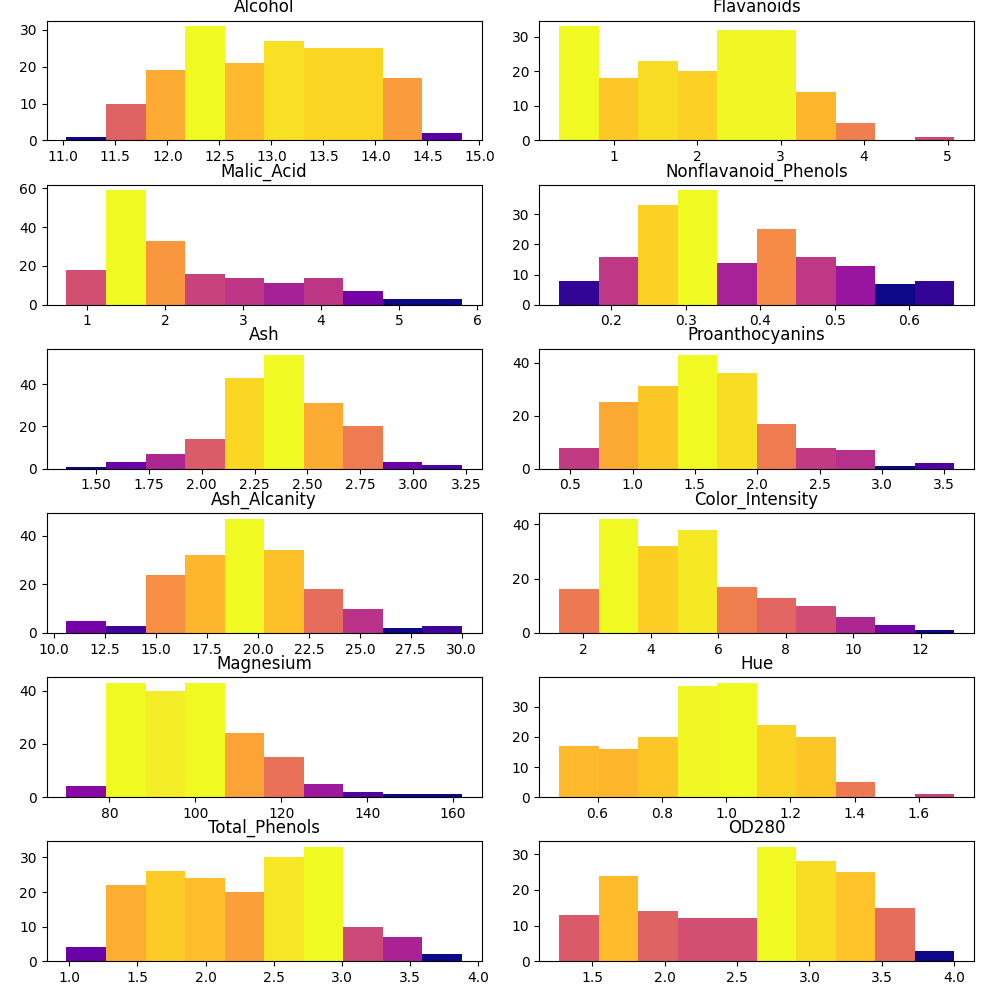 Alcohol
30
20
10
0
11.0 11.5 12.0 12.5 13.0 13.5 14.0 14.5 15.0
Flavanoids
30
20
10
0
1 2 3 4 5
Malic_Acid
60
40
20
0
1 2 3 4 5 6
Nonflavanoid_Phenols
30
20
10
0
0.2 0.3 0.4 0.5 0.6
Ash
40
20
0
1.50 1.75 2.00 2.25 2.50 2.75 3.00 3.25
Proanthocyanins
40
20
0
0.5 1.0 1.5 2.0 2.5 3.0 3.5
Ash_Alcanity
40
20
0
10.0 12.5 15.0 17.5 20.0 22.5 25.0 27.5 30.0
Color_Intensity
40
20
0
2 4 6 8 10 12
Magnesium
40
20
0
80 100 120 140 160
Hue
30
20
10
0
0.6 0.8 1.0 1.2 1.4 1.6
Total_Phenols
30
20
10
0
1.0 1.5 2.0 2.5 3.0 3.5 4.0
OD280
30
20
10
0
1.5 2.0 2.5 3.0 3.5 4.0